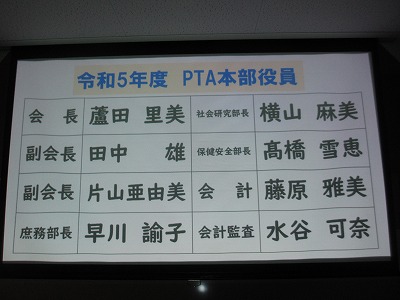 令和5年度 PTA本部役員
会 長 蘆田 里美 社会研究部長 横山 麻美
副会長 田中 雄 保健安全部長 髙橋 雪恵
副会長 片山亜由美 会 計 藤原 雅美
庶務部長 早川 諭子 会計監査 水谷 可奈